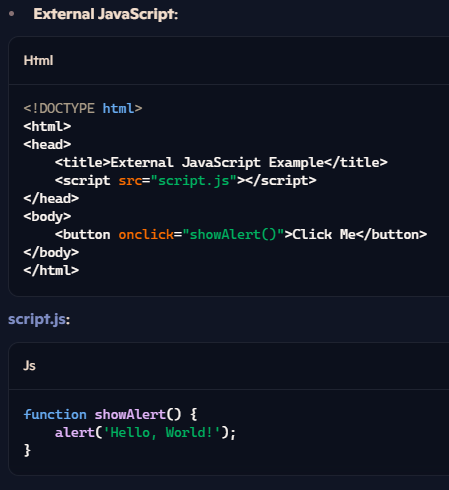 • External JavaScript:
Html
<!DOCTYPE html>
<html>
<head>
    <title>External JavaScript Example</title>
    <script src="script.js"></script>
</head>
<body>
    <button onclick="showAlert()">Click Me</button>
</body>
</html>
script.js:
Js
function showAlert() {
    alert('Hello, World!');
}